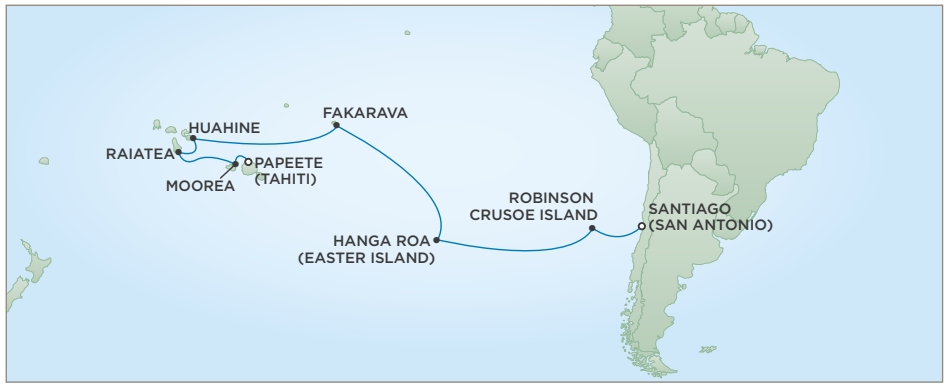 FAKARAVA
HUAHINE
RAIATEA
PAPEETE
(TAHITI)
MOOREA
ROBINSON
CRUSOE ISLAND
SANTIAGO
(SAN ANTONIO)
HANGA ROA
(EASTER ISLAND)